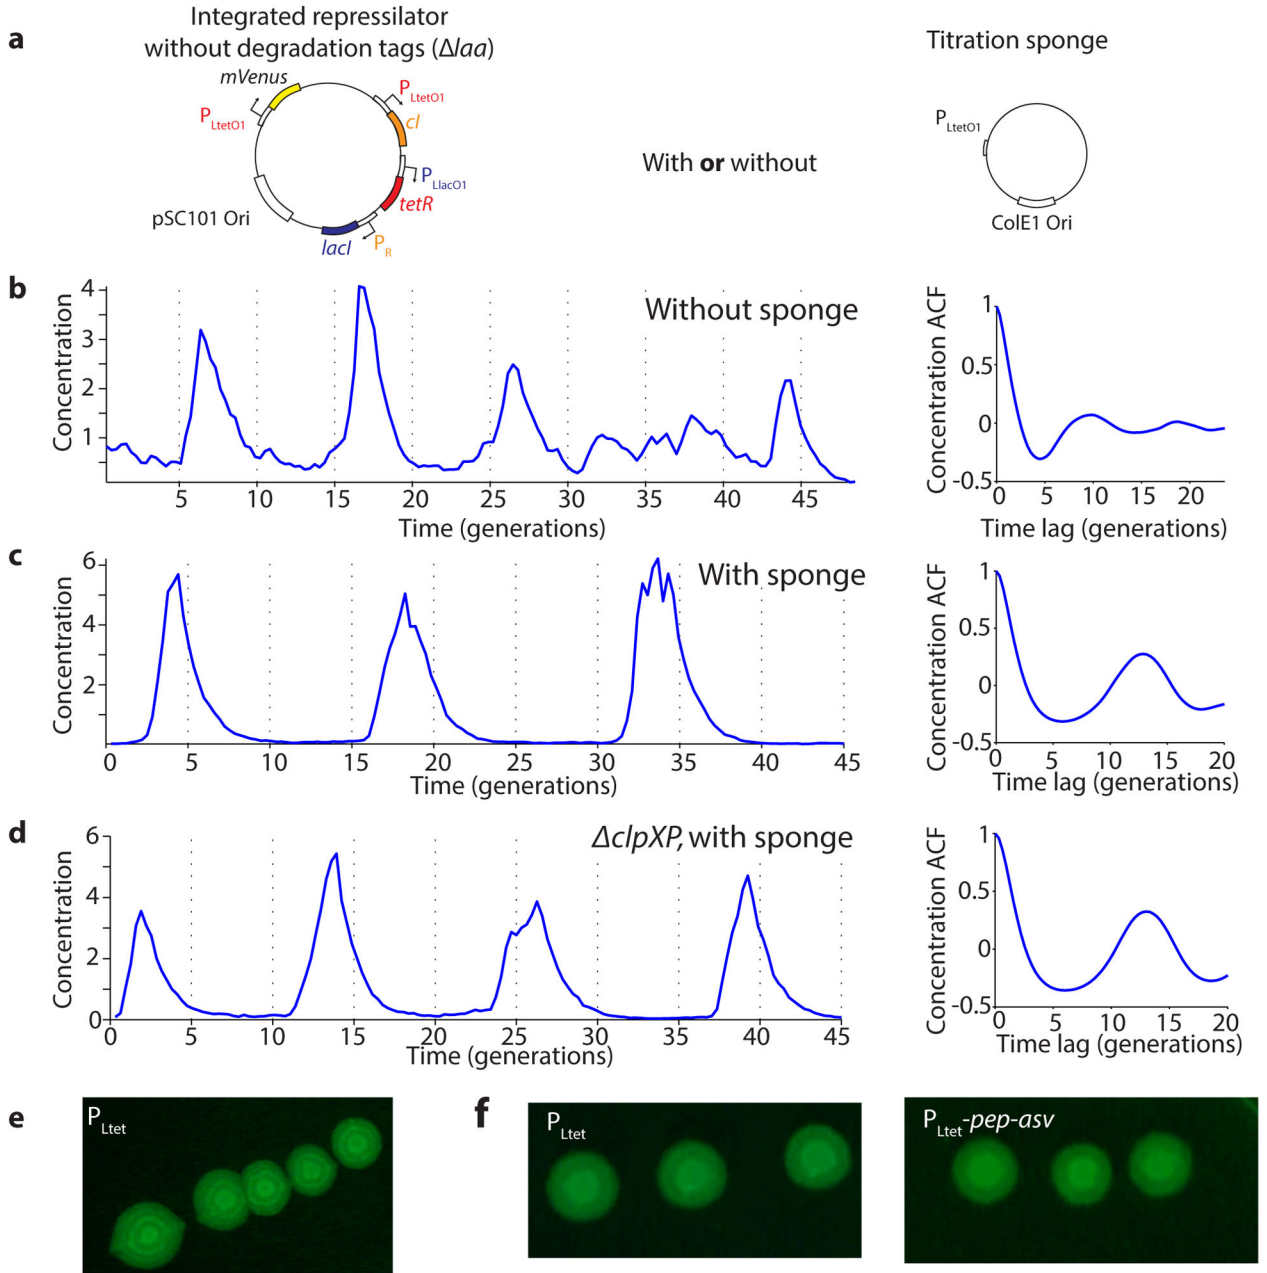 a
Integrated repressilator
without degradation tags (Δlaa)
Titration sponge
mVenus
PLtetO1
PLtetO1
cI
PLlacO1
tetR
PR
lacI
pSC101 Ori
With or without
PLtetO1
ColE1 Ori
b
Without sponge
Concentration
4
3
2
1
5 10 15 20 25 30 35 40 45
Time (generations)
Concentration ACF
1
0.5
0
-0.5
0 5 10 15 20
Time lag (generations)
c
With sponge
Concentration
6
4
2
0 5 10 15 20 25 30 35 40 45
Time (generations)
Concentration ACF
1
0.5
0
-0.5
0 5 10 15 20
Time lag (generations)
d
ΔclpXP, with sponge
Concentration
6
4
2
0
0 5 10 15 20 25 30 35 40 45
Time (generations)
Concentration ACF
1
0.5
0
-0.5
0 5 10 15 20
Time lag (generations)
e
PLtet
f
PLtet
PLtet-pep-asv